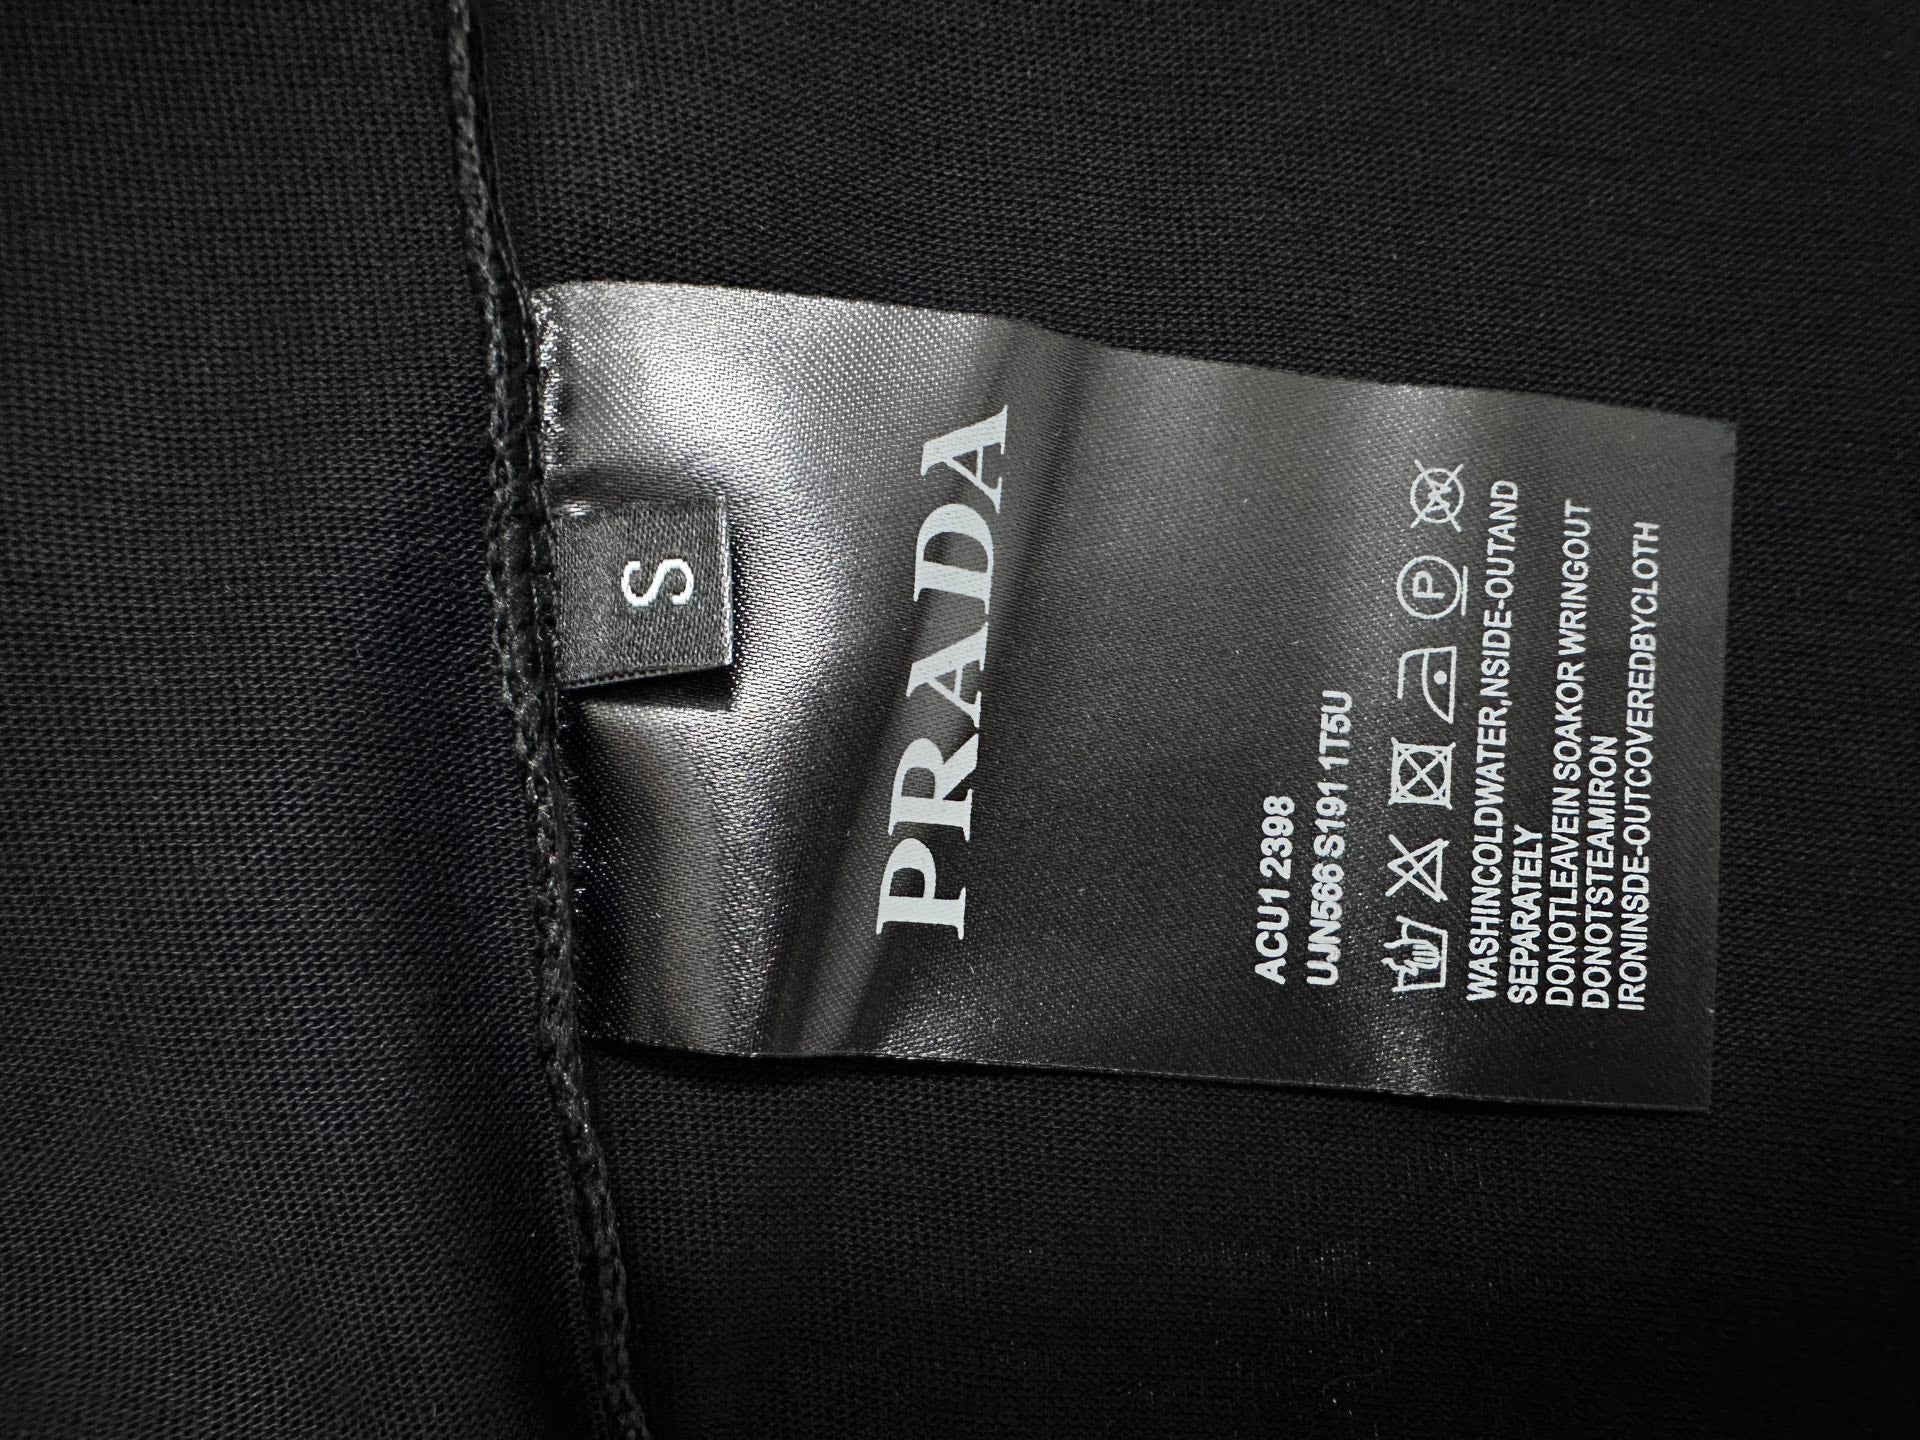 S
PRADA
ACU1 2398
UJN566 S191 1T5U
P
WASHINCOLDWATER,NSIDE-OUTAND
SEPARATELY
DONOTLEAVEIN SOAKOR WRINGOUT
DONOTSTEAMIRON
IRONINSDE-OUTCOVEREDBYCLOTH